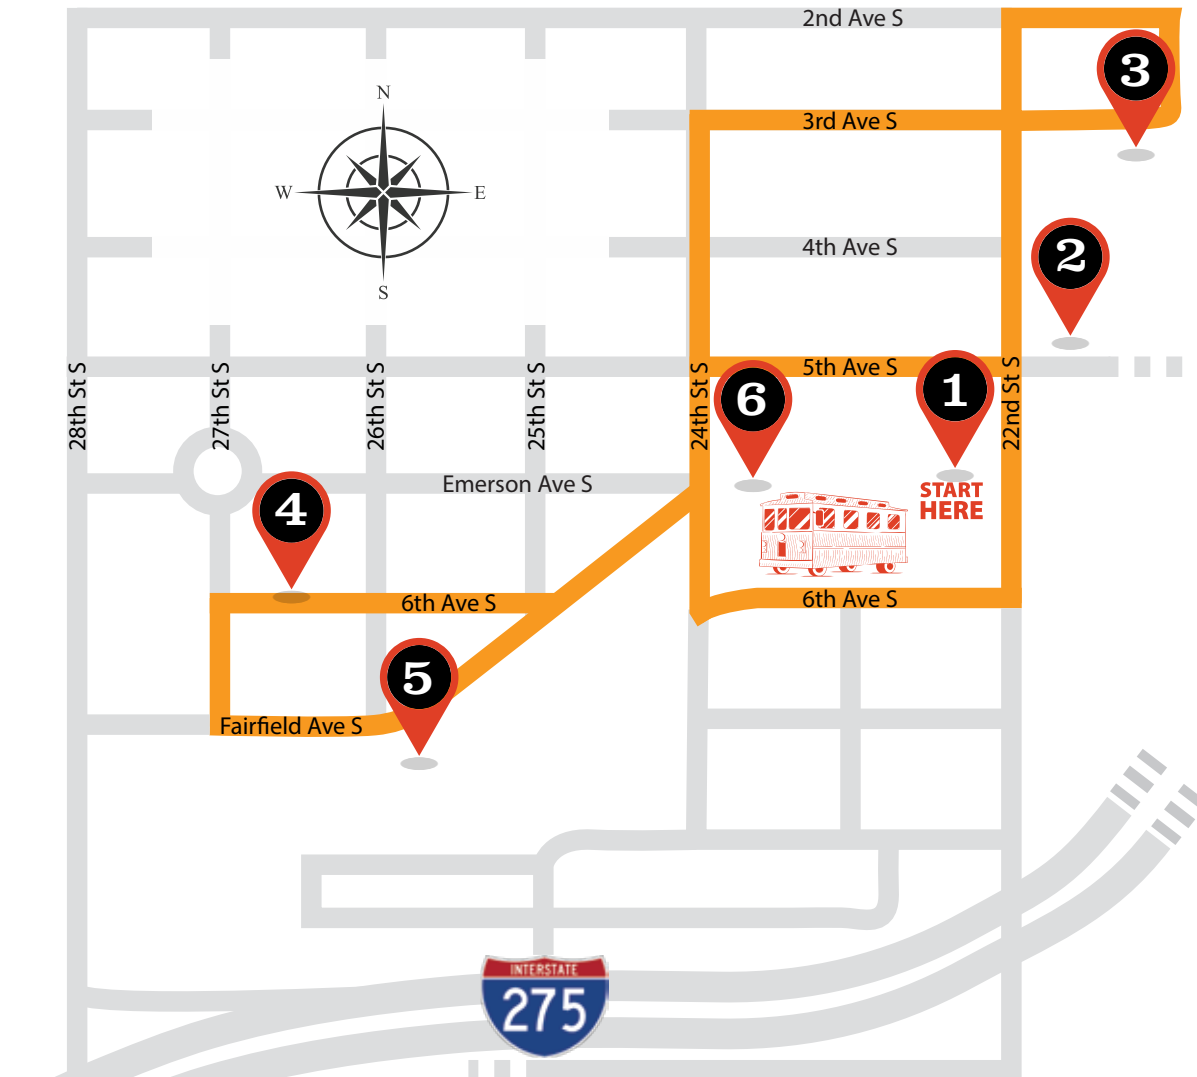 2nd Ave S
3
N
3rd Ave S
W
E
4th Ave S
2
S
28th St S
27th St S
26th St S
25th St S
24th St S
5th Ave S
22nd St S
6
1
Emerson Ave S
START
HERE
4
6th Ave S
6th Ave S
5
Fairfield Ave S
INTERSTATE
275